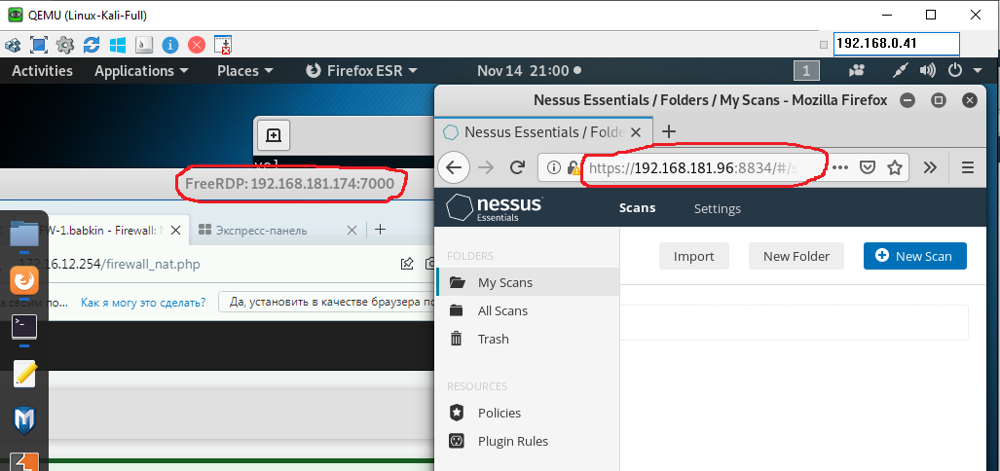 QEMU (Linux-Kali-Full)
192.168.0.41
Activities Applications Places Firefox ESR Nov 14 21:00 1
Nessus Essentials / Folders / My Scans - Mozilla Firefox
Nessus Essentials / Folde
FreeRDP: 192.168.181.174:7000
https://192.168.181.96:8834/#/s
nessus
Essentials
Scans
Settings
FW-1.babkin - Firewall:
Экспресс-панель
.16.12.254/firewall_nat.php
своим по...
Как я могу это сделать?
Да, установить в качестве браузера по
FOLDERS
Import
New Folder
New Scan
My Scans
All Scans
Trash
RESOURCES
Policies
Plugin Rules